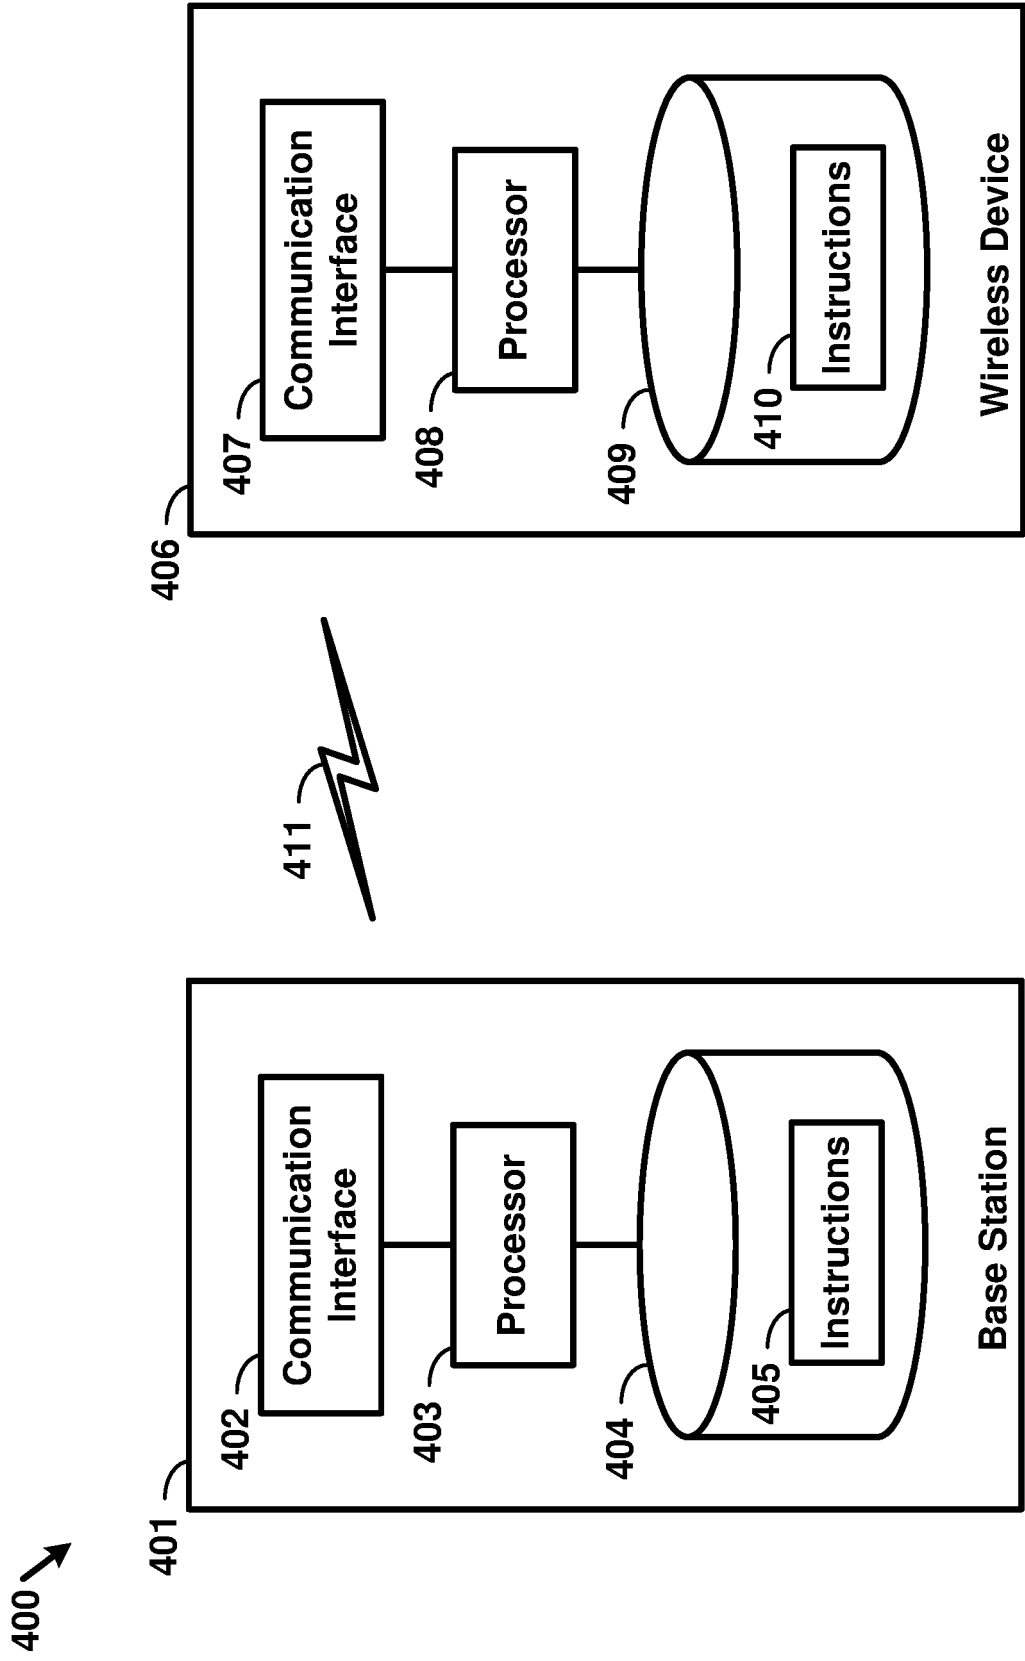 400
401
402
Communication
Interface
403
Processor
404
405
Instructions
Base Station
411
406
407
Communication
Interface
408
Processor
409
410
Instructions
Wireless Device